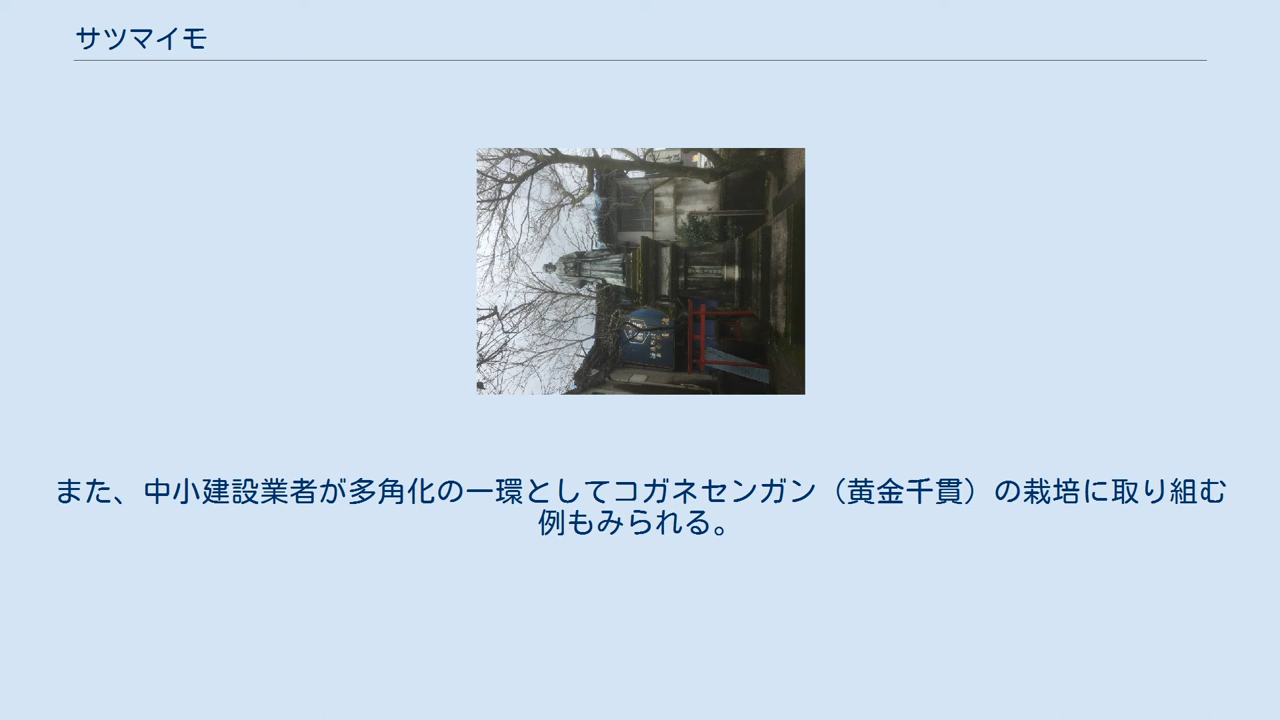 サツマイモ
また、中小建設業者が多角化の一環としてコガネセンガン（黄金千貫）の栽培に取り組む
例もみられる。